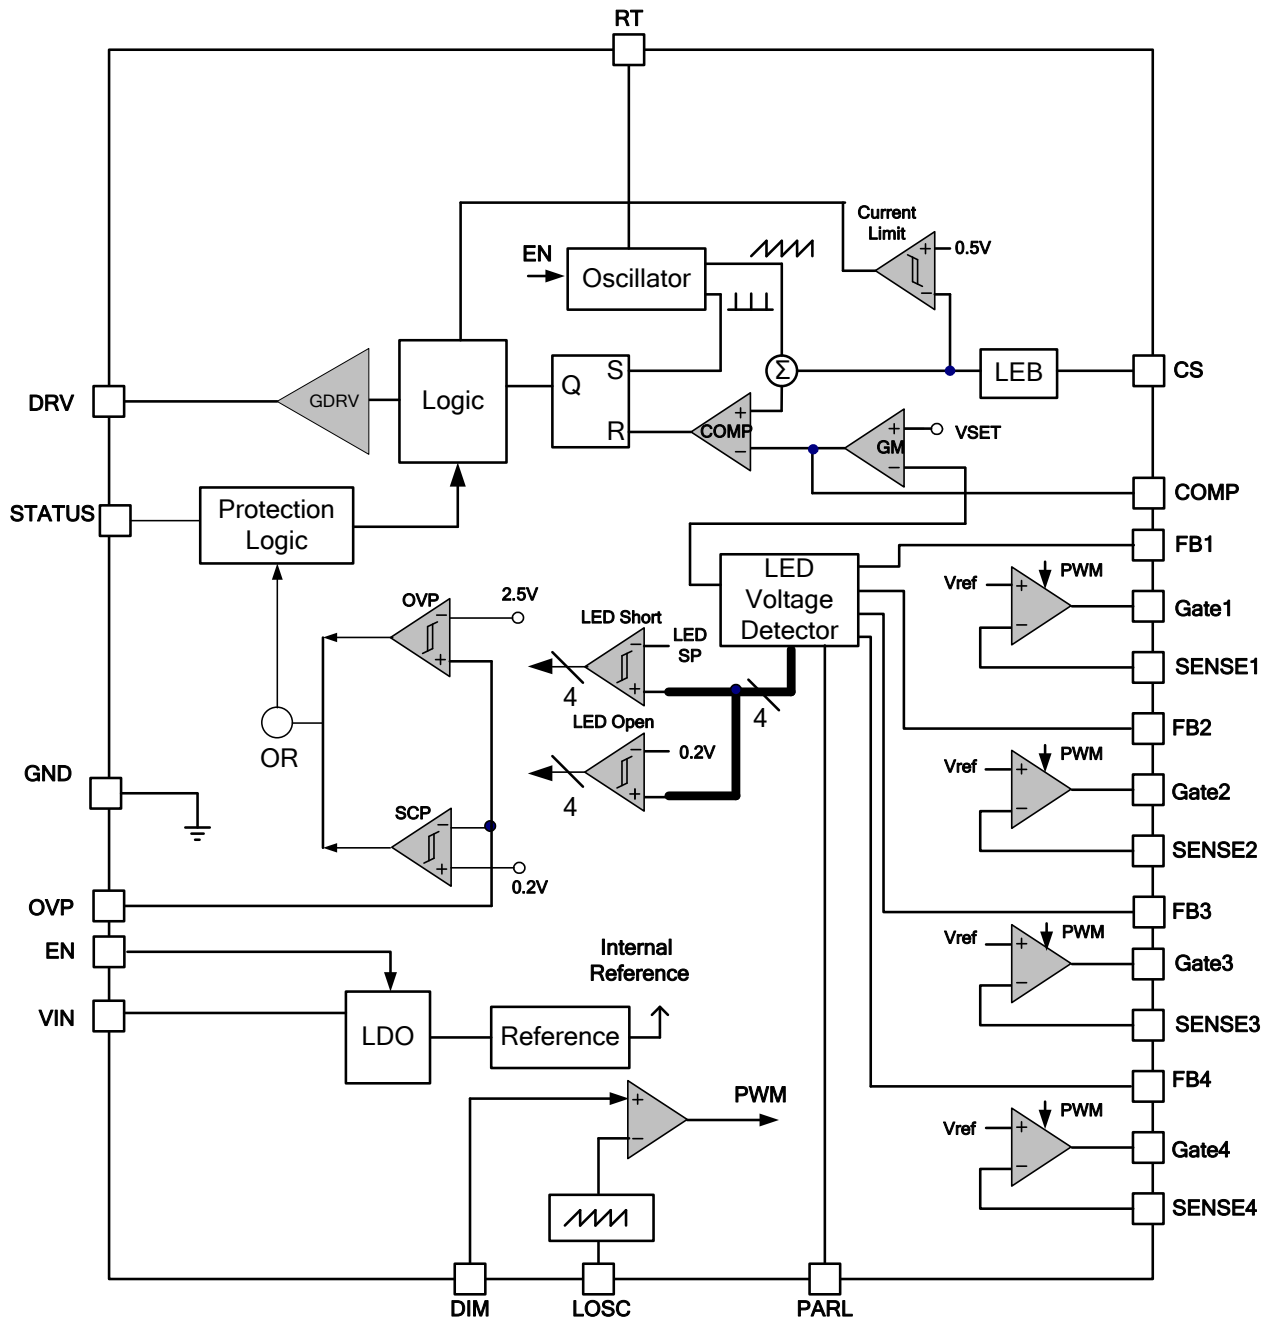 RT
Current
Limit
+
0.5V
−
EN
Oscillator
Σ
LEB
CS
DRV
GDRV
Logic
Q
S
R
COMP
+
−
GM
+
−
VSET
COMP
STATUS
Protection
Logic
FB1
LED
Voltage
Detector
Vref
+
−
PWM
Gate1
SENSE1
OVP
−
+
2.5V
LED Short
−
+
LED
SP
4
4
LED Open
−
+
0.2V
4
OR
FB2
Vref
+
−
PWM
Gate2
SENSE2
GND
SCP
−
+
0.2V
OVP
EN
VIN
LDO
Reference
Internal
Reference
FB3
Vref
+
−
PWM
Gate3
SENSE3
FB4
Vref
+
−
PWM
Gate4
SENSE4
+
−
PWM
DIM
LOSC
PARL